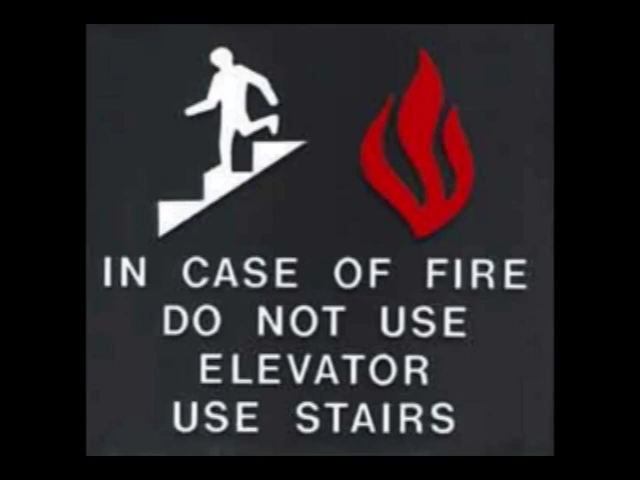 IN CASE OF FIRE
DO NOT USE
ELEVATOR
USE STAIRS